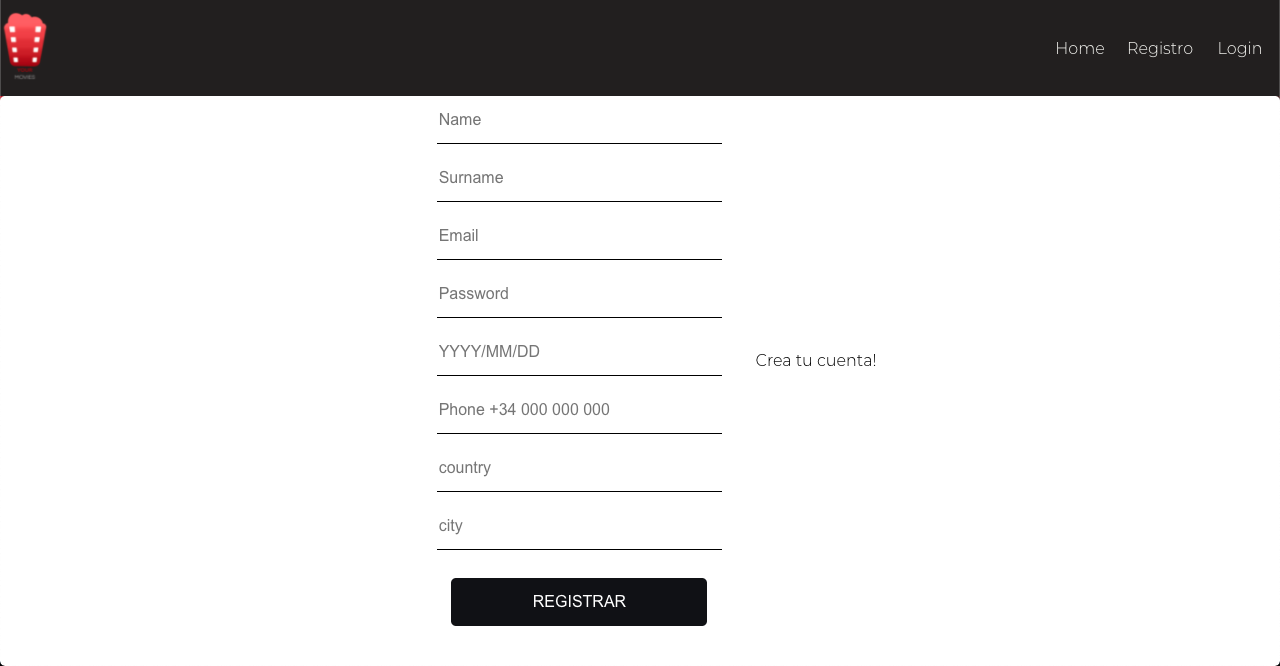 MOVIES
Home Registro Login
Name
Surname
Email
Password
YYYY/MM/DD
Crea tu cuenta!
Phone +34 000 000 000
country
city
REGISTRAR